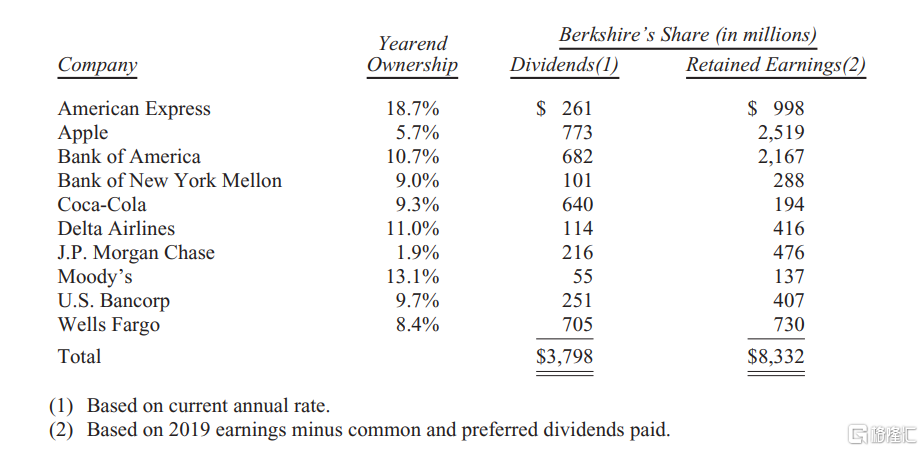 Berkshire's Share (in millions)
Yearend
Company Ownership Dividends(1) Retained Earnings(2)
American Express 18.7% $ 261 $ 998
Apple 5.7% 773 2,519
Bank of America 10.7% 682 2,167
Bank of New York Mellon 9.0% 101 288
Coca-Cola 9.3% 640 194
Delta Airlines 11.0% 114 416
J.P. Morgan Chase 1.9% 216 476
Moody's 13.1% 55 137
U.S. Bancorp 9.7% 251 407
Wells Fargo 8.4% 705 730
Total $3,798 $8,332
(1) Based on current annual rate.
(2) Based on 2019 earnings minus common and preferred dividends paid.
格隆汇